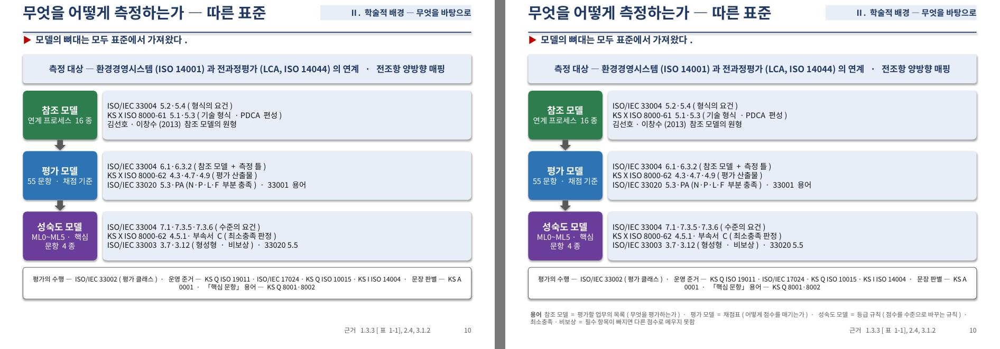 무엇을 어떻게 측정하는가 — 따른 표준
II. 학술적 배경 — 무엇을 바탕으로
▶ 모델의 뼈대는 모두 표준에서 가져왔다 .
측정 대상 — 환경경영시스템 (ISO 14001) 과 전과정평가 (LCA, ISO 14044) 의 연계 · 전조항 양방향 매핑
참조 모델
연계 프로세스 16 종
ISO/IEC 33004 5.2·5.4 ( 형식의 요건 )
KS X ISO 8000-61 5.1·5.3 ( 기술 형식 · PDCA 편성 )
김선호 · 이창수 (2013) 참조 모델의 원형
평가 모델
55 문항 · 채점 기준
ISO/IEC 33004 6.1·6.3.2 ( 참조 모델 + 측정 틀 )
KS X ISO 8000-62 4.3·4.7·4.9 ( 평가 산출물 )
ISO/IEC 33020 5.3·PA (N·P·L·F 부분 충족 ) · 33001 용어
성숙도 모델
ML0~ML5 · 핵심
문항 4 종
ISO/IEC 33004 7.1·7.3.5·7.3.6 ( 수준의 요건 )
KS X ISO 8000-62 4.5.1· 부속서 C ( 최소충족 판정 )
ISO/IEC 33003 3.7·3.12 ( 형성형 · 비보상 ) · 33020 5.5
평가의 수행 — ISO/IEC 33002 ( 평가 클래스 ) · 운영 준거 — KS Q ISO 19011 · ISO/IEC 17024 · KS Q ISO 10015 · KS I ISO 14004 · 문장 판별 — KS A
0001 · 「핵심 문항」 용어 — KS Q 8001·8002
근거 1.3.3 [ 표 1-1], 2.4, 3.1.2
10
무엇을 어떻게 측정하는가 — 따른 표준
II. 학술적 배경 — 무엇을 바탕으로
▶ 모델의 뼈대는 모두 표준에서 가져왔다 .
측정 대상 — 환경경영시스템 (ISO 14001) 과 전과정평가 (LCA, ISO 14044) 의 연계 · 전조항 양방향 매핑
참조 모델
연계 프로세스 16 종
ISO/IEC 33004 5.2·5.4 ( 형식의 요건 )
KS X ISO 8000-61 5.1·5.3 ( 기술 형식 · PDCA 편성 )
김선호 · 이창수 (2013) 참조 모델의 원형
평가 모델
55 문항 · 채점 기준
ISO/IEC 33004 6.1·6.3.2 ( 참조 모델 + 측정 틀 )
KS X ISO 8000-62 4.3·4.7·4.9 ( 평가 산출물 )
ISO/IEC 33020 5.3·PA (N·P·L·F 부분 충족 ) · 33001 용어
성숙도 모델
ML0~ML5 · 핵심
문항 4 종
ISO/IEC 33004 7.1·7.3.5·7.3.6 ( 수준의 요건 )
KS X ISO 8000-62 4.5.1· 부속서 C ( 최소충족 판정 )
ISO/IEC 33003 3.7·3.12 ( 형성형 · 비보상 ) · 33020 5.5
평가의 수행 — ISO/IEC 33002 ( 평가 클래스 ) · 운영 준거 — KS Q ISO 19011 · ISO/IEC 17024 · KS Q ISO 10015 · KS I ISO 14004 · 문장 판별 — KS A
0001 · 「핵심 문항」 용어 — KS Q 8001·8002
용어 참조 모델 = 평가할 업무의 목록 ( 무엇을 평가하는가 ) · 평가 모델 = 채점표 ( 어떻게 점수를 매기는가 ) · 성숙도 모델 = 등급 규칙 ( 점수를 수준으로 바꾸는 규칙 ) ·
최소충족 · 비보상 = 필수 항목이 빠지면 다른 점수로 메우지 못함
근거 1.3.3 [ 표 1-1], 2.4, 3.1.2
10